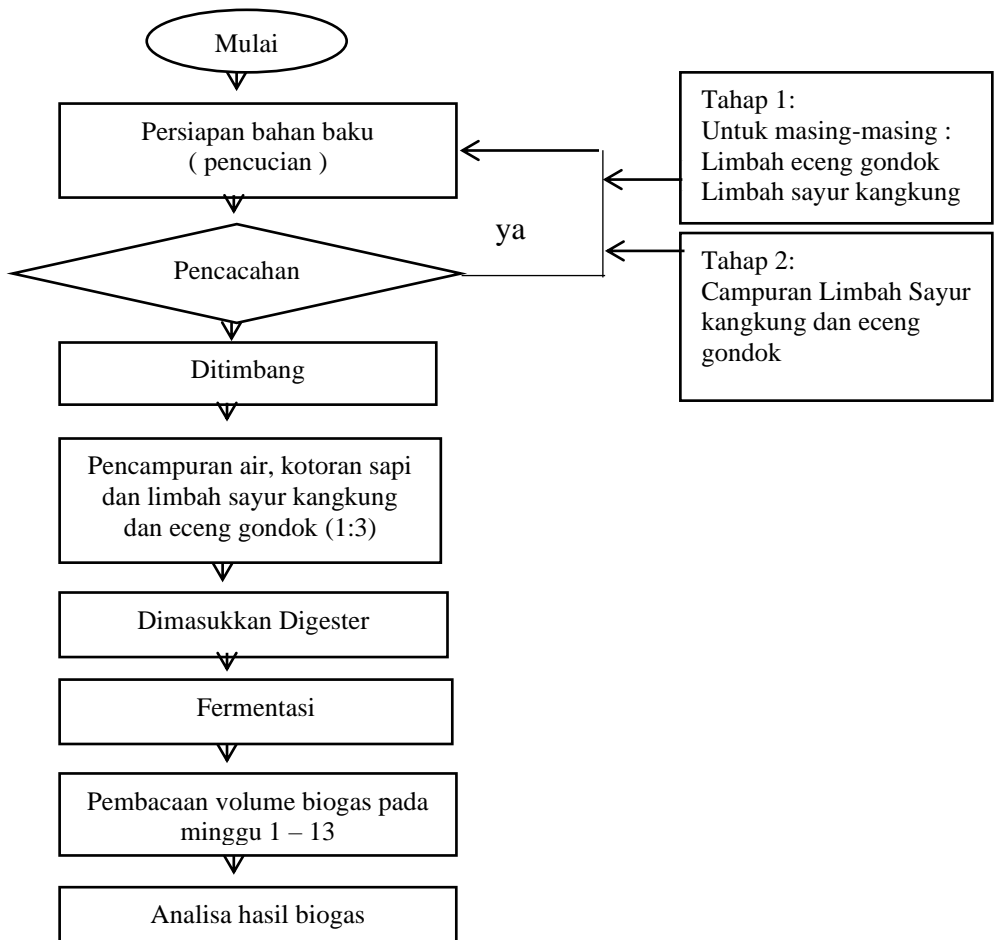 Mulai
Persiapan bahan baku
( pencucian )
Tahap 1:
Untuk masing-masing :
Limbah eceng gondok
Limbah sayur kangkung
ya
Pencacahan
Tahap 2:
Campuran Limbah Sayur
kangkung dan eceng
gondok
Ditimbang
Pencampuran air, kotoran sapi
dan limbah sayur kangkung
dan eceng gondok (1:3)
Dimasukkan Digester
Fermentasi
Pembacaan volume biogas pada
minggu 1 – 13
Analisa hasil biogas